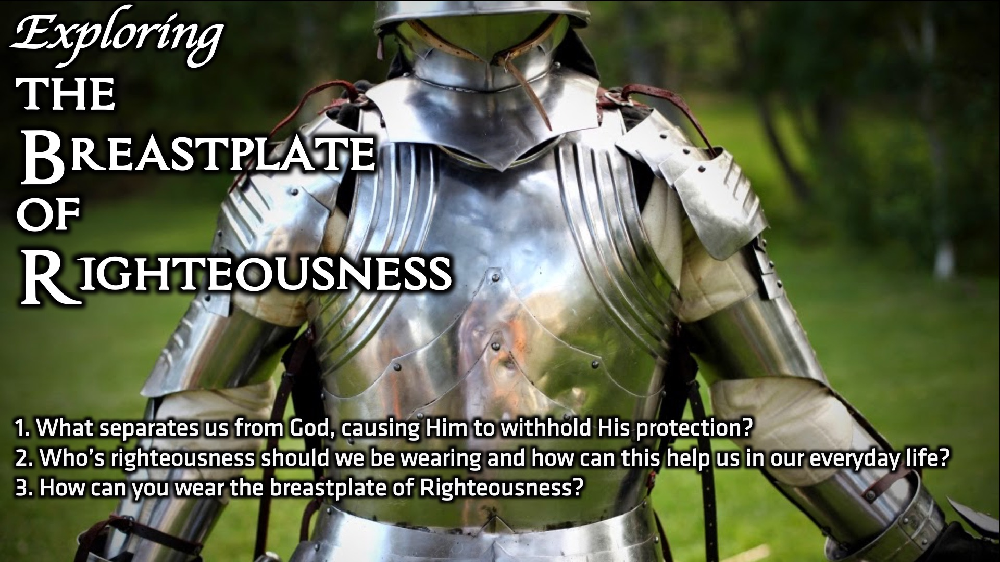 Exploring
THE
BREASTPLATE
OF
RIGHTEOUSNESS
1. What separates us from God, causing Him to withhold His protection?
2. Who's righteousness should we be wearing and how can this help us in our everyday life?
3. How can you wear the breastplate of Righteousness?